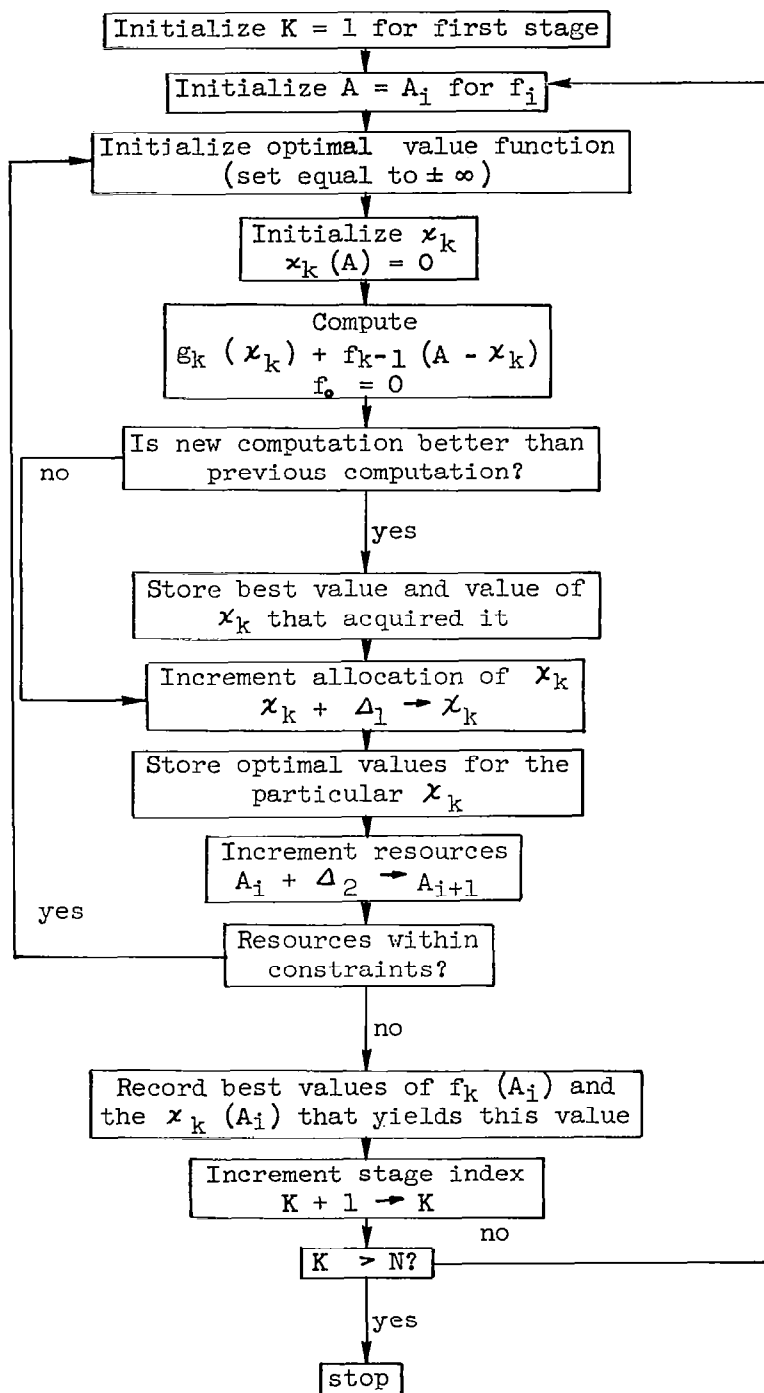 Initialize K = 1 for first stage
Initialize A = A_i for f_i
Initialize optimal value function
(set equal to ± ∞)
Initialize x_k
x_k (A) = 0
Compute
g_k (x_k) + f_{k-1} (A - x_k)
f_o = 0
Is new computation better than
previous computation?
no
yes
Store best value and value of
x_k that acquired it
Increment allocation of x_k
x_k + Δ_1 → x_k
Store optimal values for the
particular x_k
Increment resources
A_i + Δ_2 → A_{i+1}
yes
Resources within
constraints?
no
Record best values of f_k (A_i) and
the x_k (A_i) that yields this value
Increment stage index
K + 1 → K
no
K > N?
yes
stop